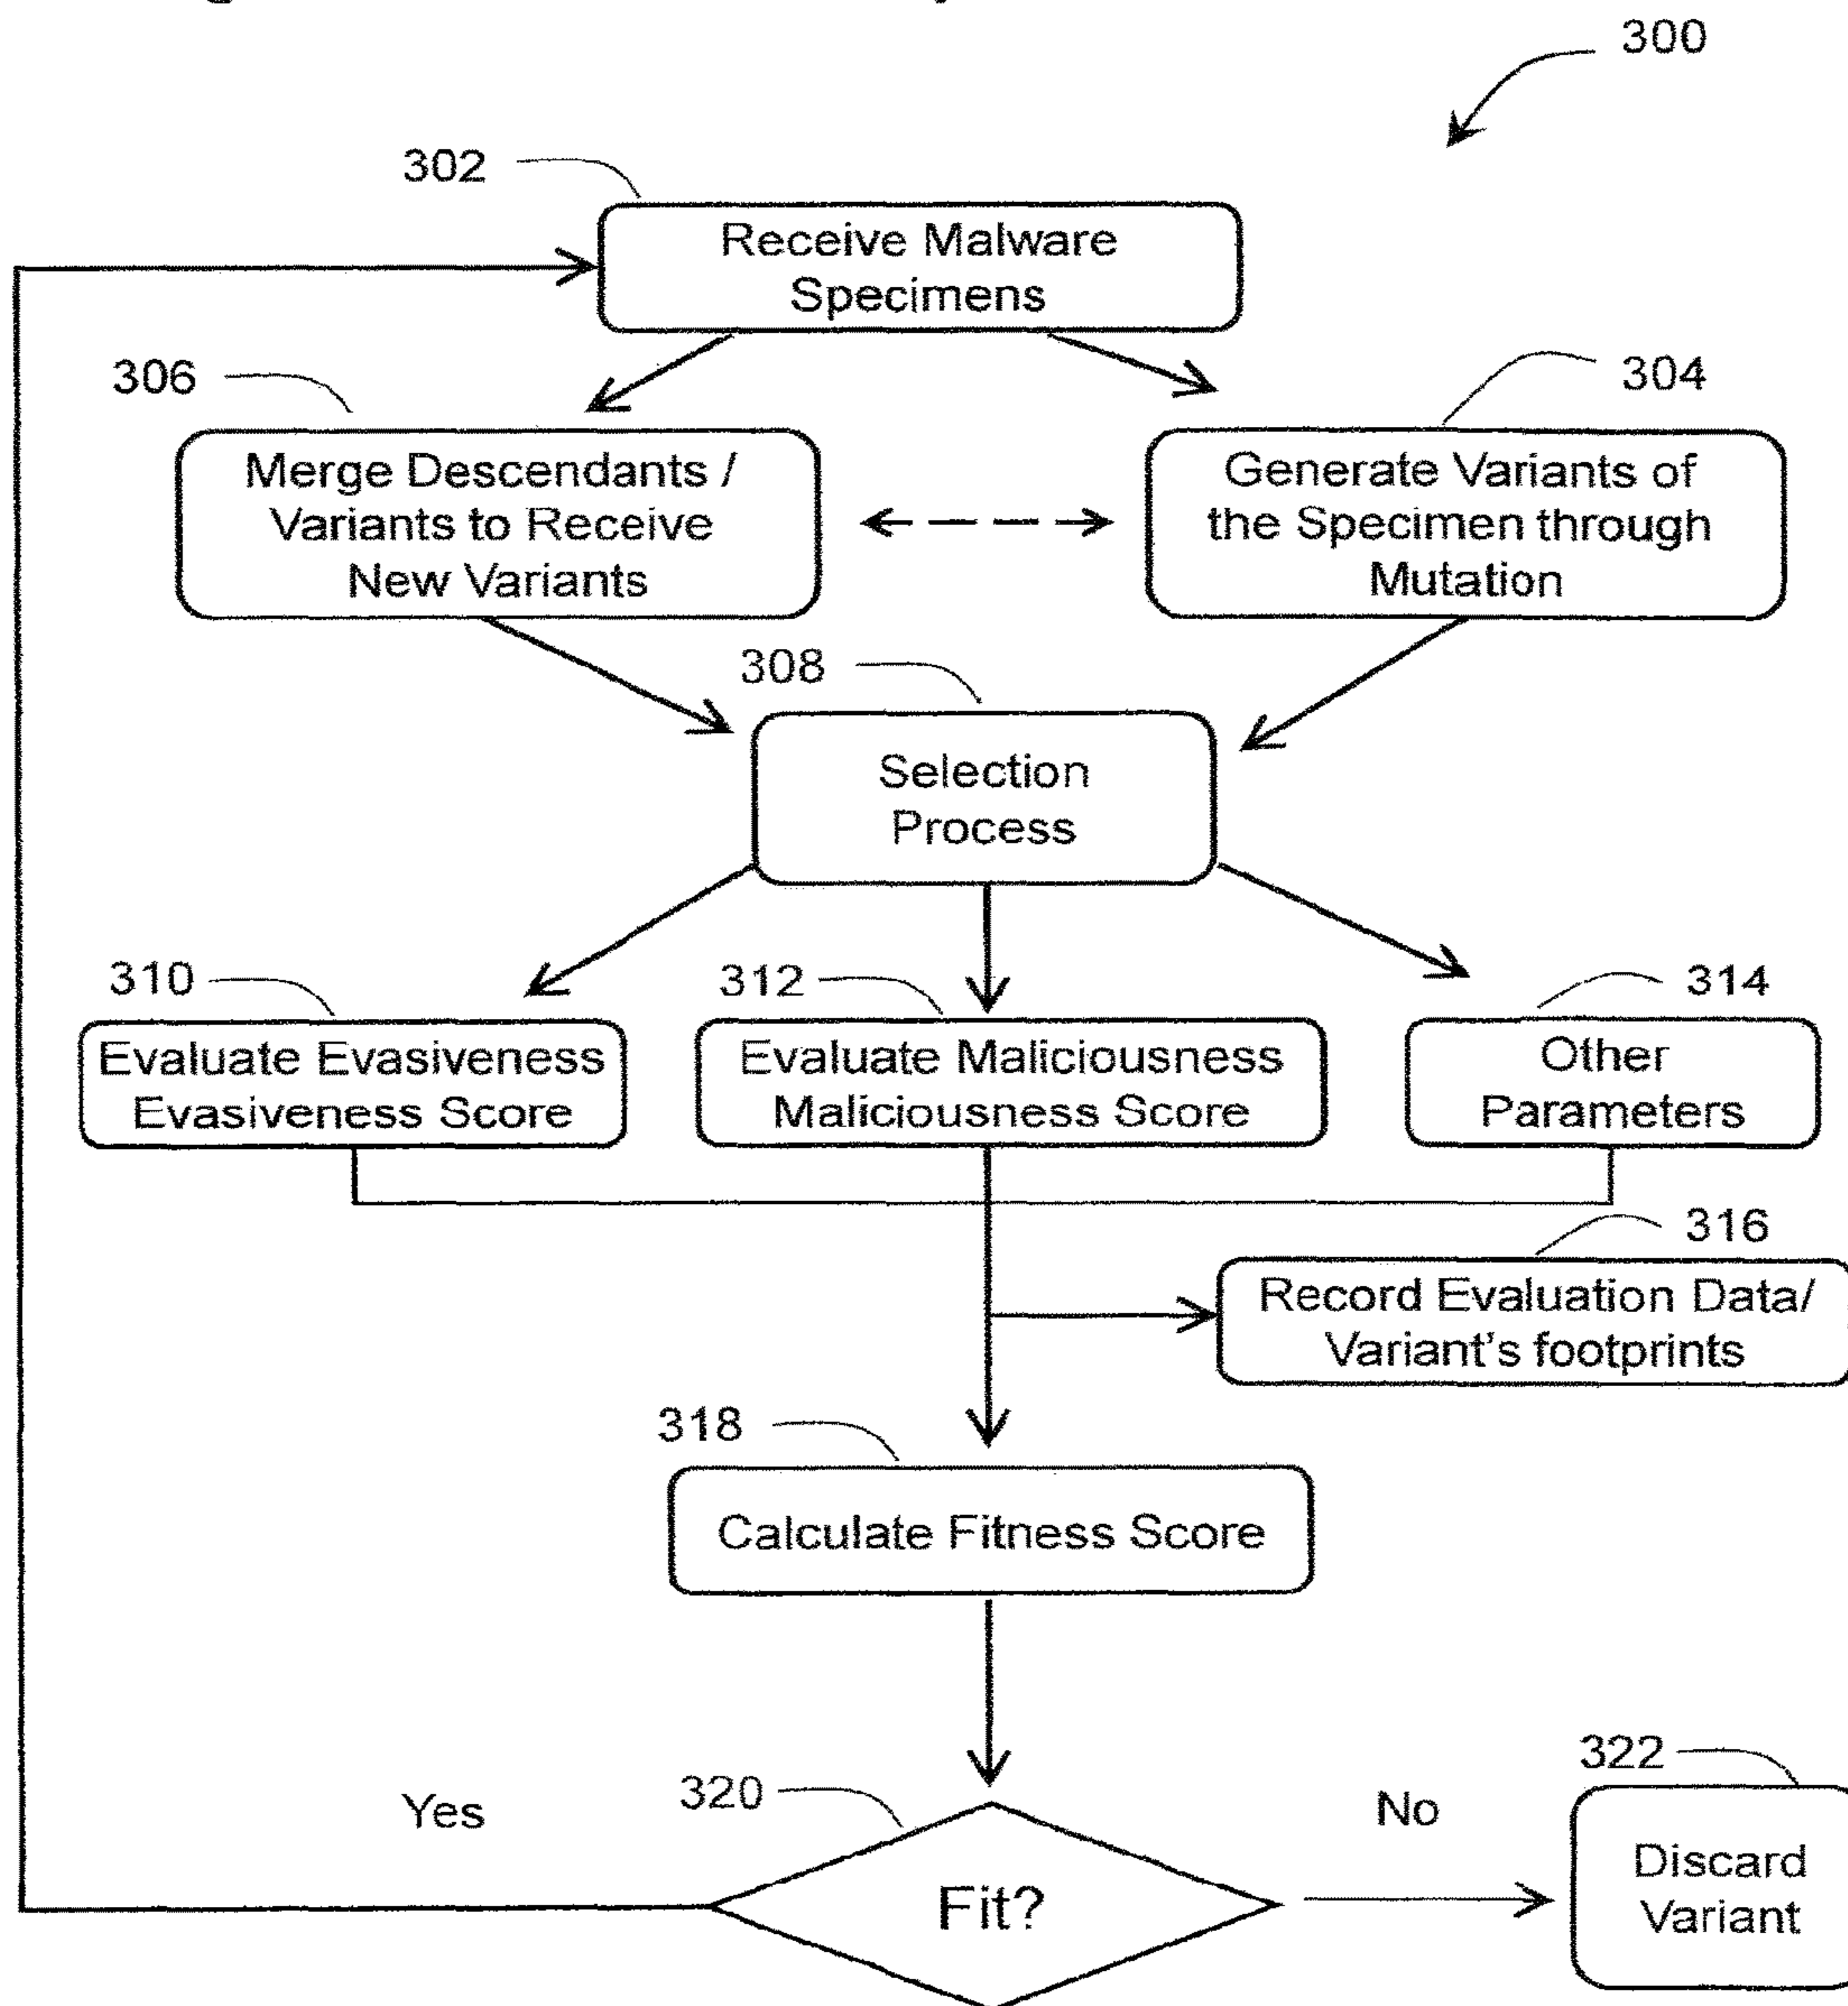 300
302
Receive Malware
Specimens
306
304
Merge Descendants /
Variants to Receive
New Variants
Generate Variants of
the Specimen through
Mutation
308
Selection
Process
310
312
314
Evaluate Evasiveness
Evasiveness Score
Evaluate Maliciousness
Maliciousness Score
Other
Parameters
316
Record Evaluation Data/
Variant's footprints
318
Calculate Fitness Score
320
322
Yes
No
Fit?
Discard
Variant